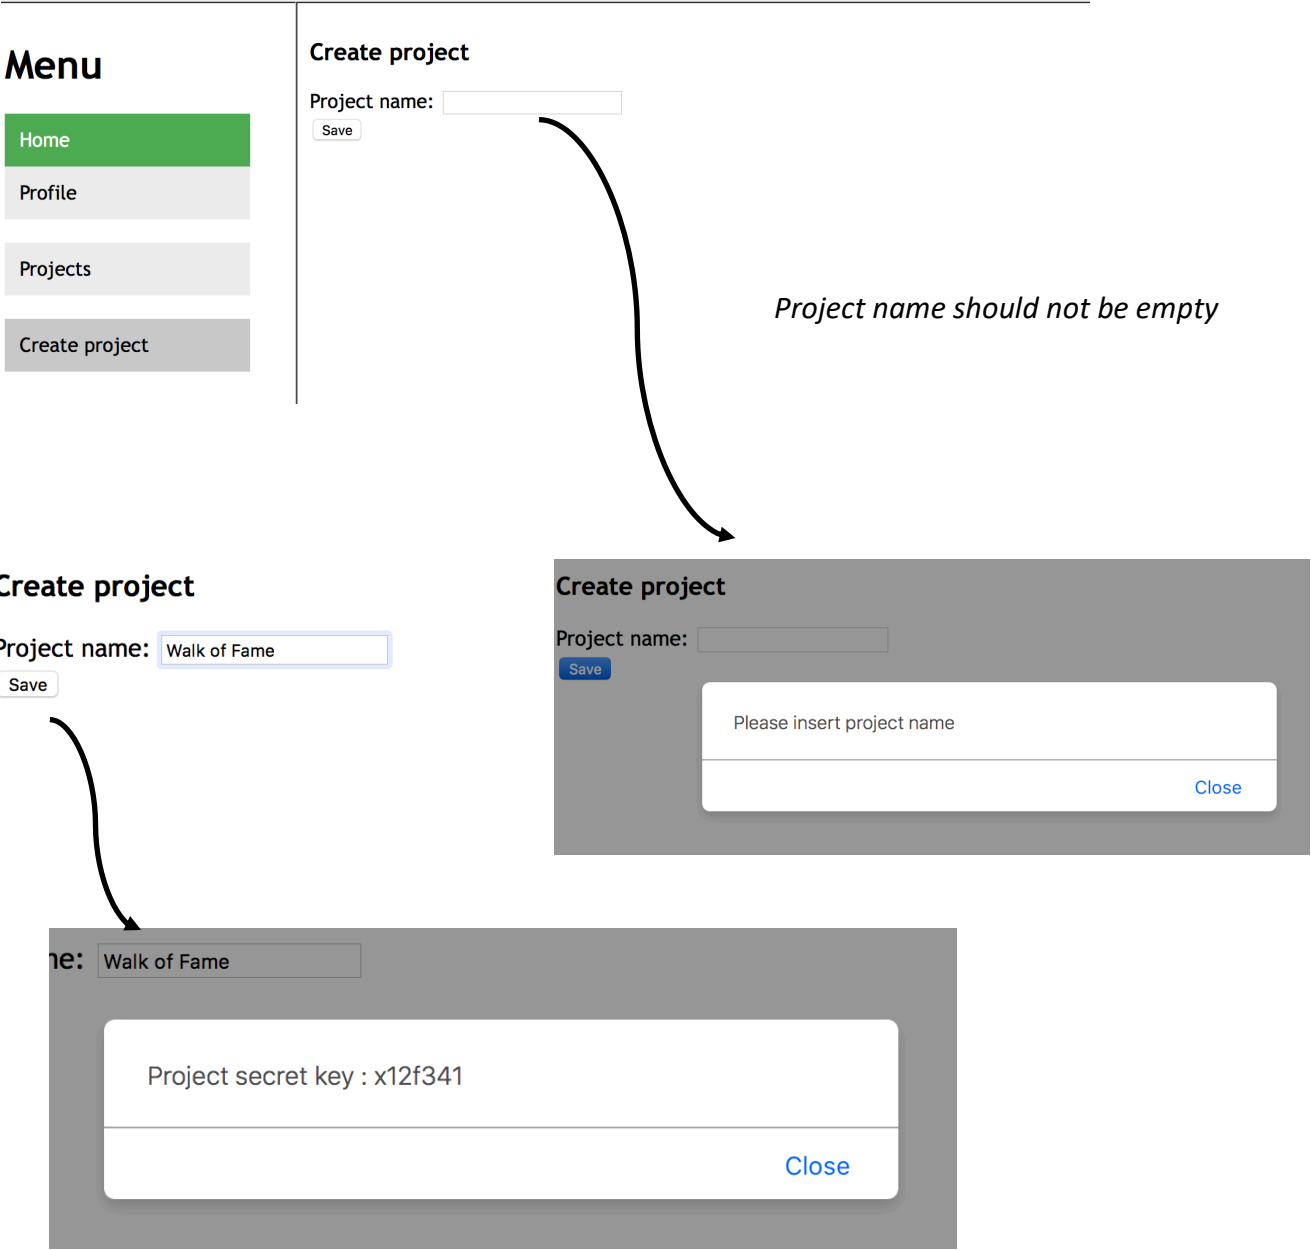 Menu
Home
Profile
Projects
Create project
Create project
Project name:
Save
Project name should not be empty
Create project
Project name: Walk of Fame
Save
Create project
Project name:
Save
Please insert project name
Close
ne: Walk of Fame
Project secret key : x12f341
Close